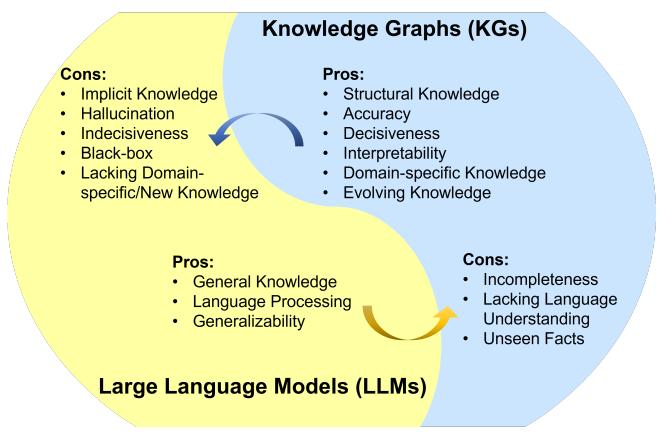 Knowledge Graphs (KGs)
Cons:
• Implicit Knowledge
• Hallucination
• Indecisiveness
• Black-box
• Lacking Domain-
specific/New Knowledge
Pros:
• Structural Knowledge
• Accuracy
• Decisiveness
• Interpretability
• Domain-specific Knowledge
• Evolving Knowledge
Pros:
• General Knowledge
• Language Processing
• Generalizability
Cons:
• Incompleteness
• Lacking Language
Understanding
• Unseen Facts
Large Language Models (LLMs)